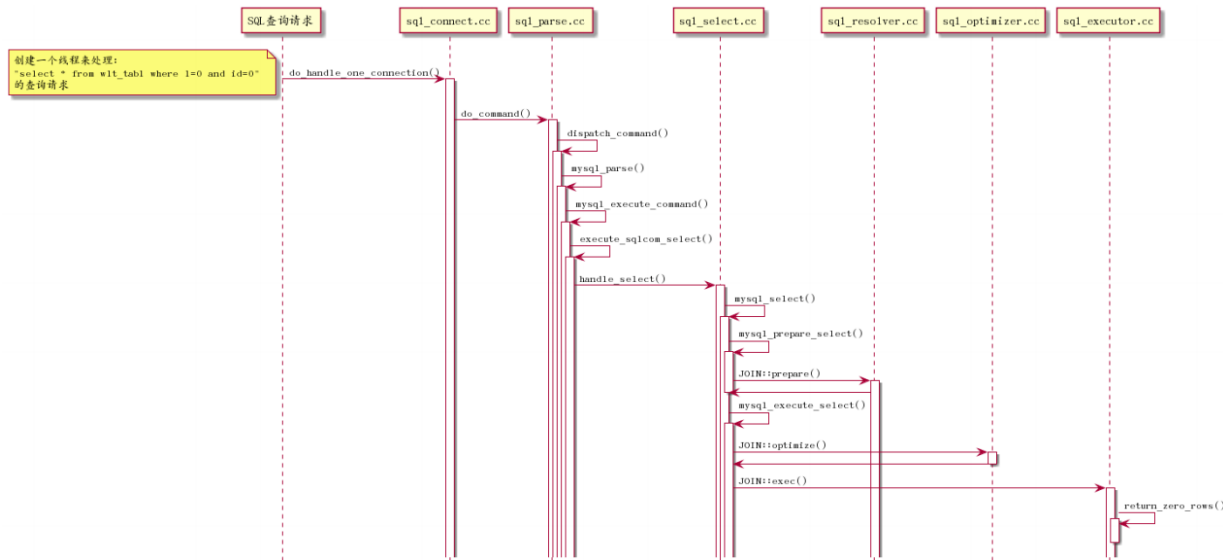 SQL查询请求
sql_connect.cc
sql_parse.cc
sql_select.cc
sql_resolver.cc
sql_optimizer.cc
sql_executor.cc
创建一个线程来处理:
"select * from wlt_tab1 where 1=0 and id=0"
的查询请求
do_handle_one_connection()
do_command()
dispatch_command()
mysql_parse()
mysql_execute_command()
execute_sqlcom_select()
handle_select()
mysql_select()
mysql_prepare_select()
JOIN::prepare()
mysql_execute_select()
JOIN::optimize()
JOIN::exec()
return_zero_rows()